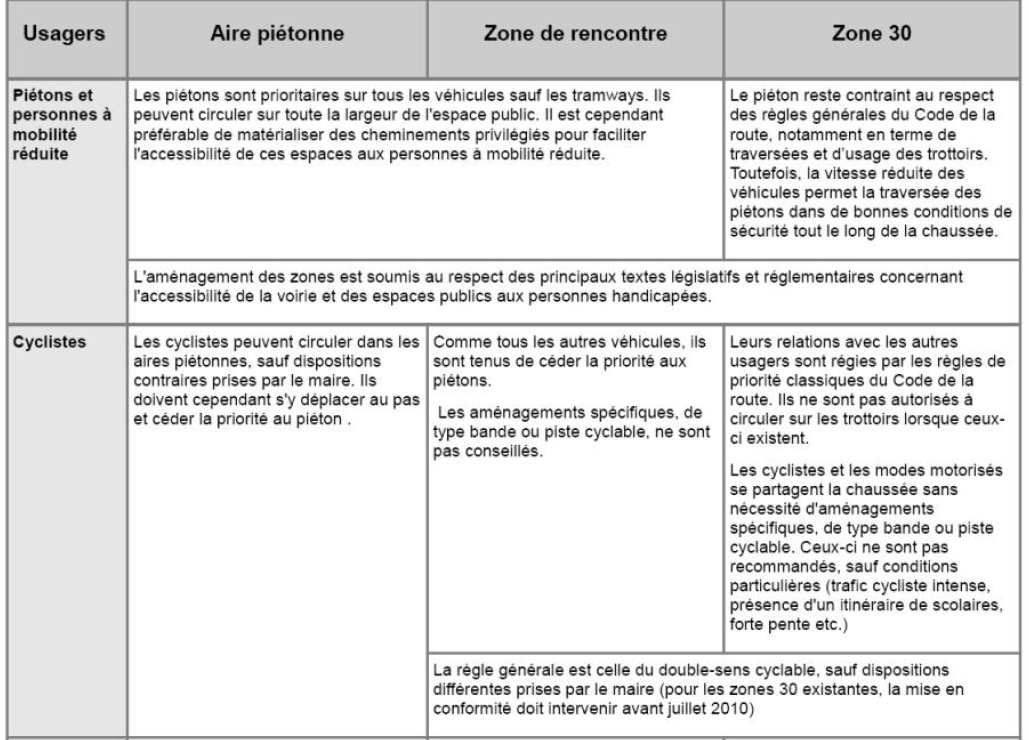 Usagers
Aire piétonne
Zone de rencontre
Zone 30
Piétons et
personnes à
mobilité
réduite
Les piétons sont prioritaires sur tous les véhicules sauf les tramways. Ils
peuvent circuler sur toute la largeur de l'espace public. Il est cependant
préférable de matérialiser des cheminements privilégiés pour faciliter
l'accessibilité de ces espaces aux personnes à mobilité réduite.
Le piéton reste contraint au respect
des règles générales du Code de la
route, notamment en terme de
traversées et d'usage des trottoirs.
Toutefois, la vitesse réduite des
véhicules permet la traversée des
piétons dans de bonnes conditions de
sécurité tout le long de la chaussée.
L'aménagement des zones est soumis au respect des principaux textes législatifs et réglementaires concernant
l'accessibilité de la voirie et des espaces publics aux personnes handicapées.
Cyclistes
Les cyclistes peuvent circuler dans les
aires piétonnes, sauf dispositions
contraires prises par le maire. Ils
doivent cependant s'y déplacer au pas
et céder la priorité au piéton .
Comme tous les autres véhicules, ils
sont tenus de céder la priorité aux
piétons.
Les aménagements spécifiques, de
type bande ou piste cyclable, ne sont
pas conseillés.
Leurs relations avec les autres
usagers sont régies par les règles de
priorité classiques du Code de la
route. Ils ne sont pas autorisés à
circuler sur les trottoirs lorsque ceux-
ci existent.
Les cyclistes et les modes motorisés
se partagent la chaussée sans
nécessité d'aménagements
spécifiques, de type bande ou piste
cyclable. Ceux-ci ne sont pas
recommandés, sauf conditions
particulières (trafic cycliste intense,
présence d'un itinéraire de scolaires,
forte pente etc.)
La règle générale est celle du double-sens cyclable, sauf dispositions
différentes prises par le maire (pour les zones 30 existantes, la mise en
conformité doit intervenir avant juillet 2010)